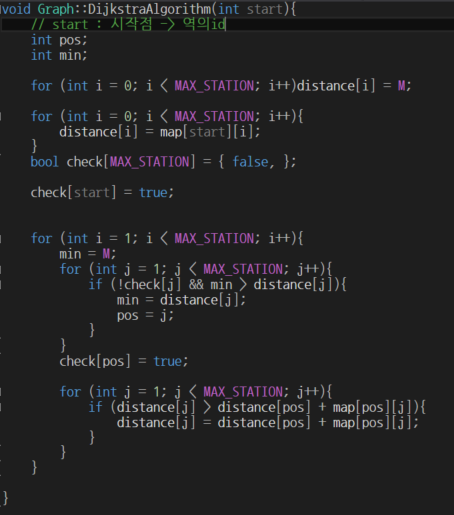 void Graph::DijkstraAlgorithm(int start){
// start : 시작점 -> 역의id
int pos;
int min;
for (int i = 0; i < MAX_STATION; i++)distance[i] = M;
for (int i = 0; i < MAX_STATION; i++){
distance[i] = map[start][i];
}
bool check[MAX_STATION] = { false, };
check[start] = true;
for (int i = 1; i < MAX_STATION; i++){
min = M;
for (int j = 1; j < MAX_STATION; j++){
if (!check[j] && min > distance[j]){
min = distance[j];
pos = j;
}
}
check[pos] = true;
for (int j = 1; j < MAX_STATION; j++){
if (distance[j] > distance[pos] + map[pos][j]){
distance[j] = distance[pos] + map[pos][j];
}
}
}
}